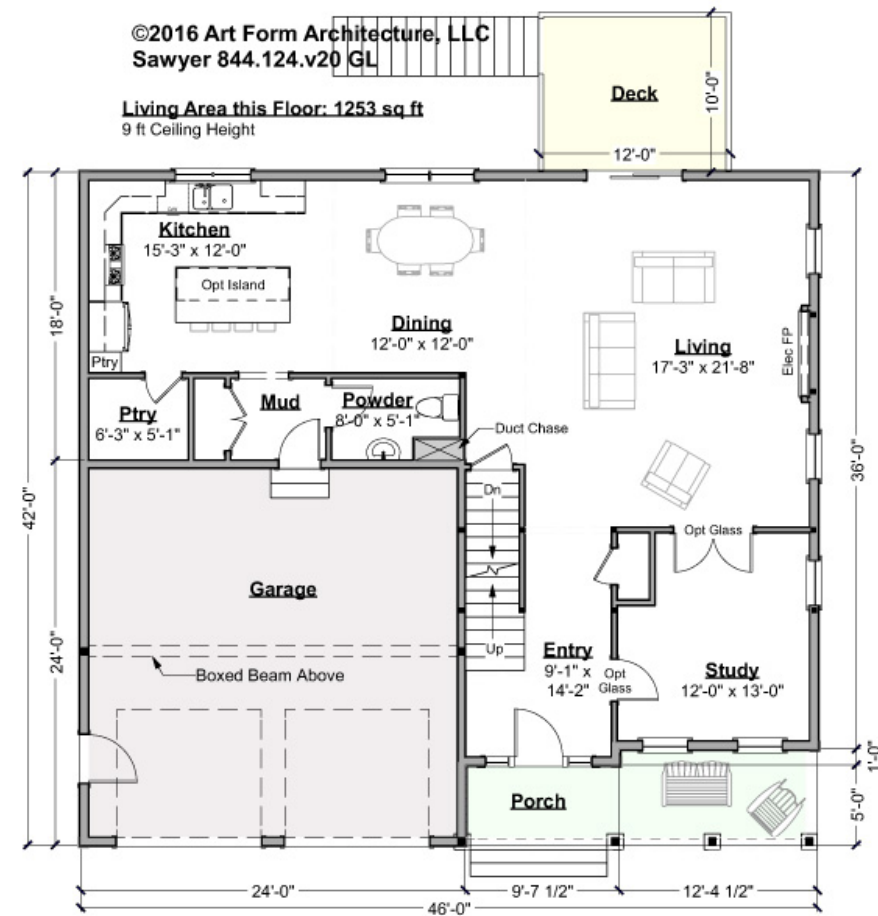 ©2016 Art Form Architecture, LLC
Sawyer 844.124.v20 GL
Living Area this Floor: 1253 sq ft
9 ft Ceiling Height
Deck
10'-0"
12'-0"
Kitchen
15'-3" x 12'-0"
Opt Island
Dining
12'-0" x 12'-0"
Living
17'-3" x 21'-8"
Elec FP
18'-0"
Ptry
Ptry
6'-3" x 5'-1"
Mud
Powder
8'-0" x 5'-1"
Duct Chase
42'-0"
36'-0"
Dn
Opt Glass
Garage
Up
Entry
9'-1" x
14'-2"
Opt
Glass
Study
12'-0" x 13'-0"
24'-0"
Boxed Beam Above
1'-0"
Porch
5'-0"
24'-0"
9'-7 1/2"
12'-4 1/2"
46'-0"